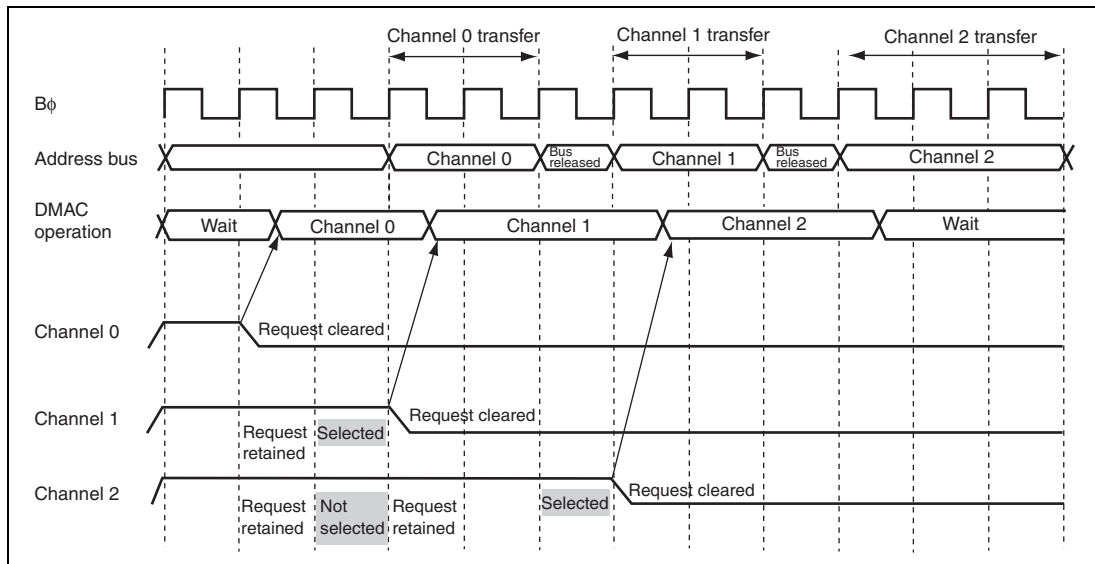 Channel 0 transfer
Channel 1 transfer
Channel 2 transfer
Bϕ
Address bus
Channel 0
Bus
released
Channel 1
Bus
released
Channel 2
DMAC
operation
Wait
Channel 0
Channel 1
Channel 2
Wait
Channel 0
Request cleared
Channel 1
Request
retained
Selected
Request cleared
Channel 2
Request
retained
Not
selected
Request
retained
Selected
Request cleared